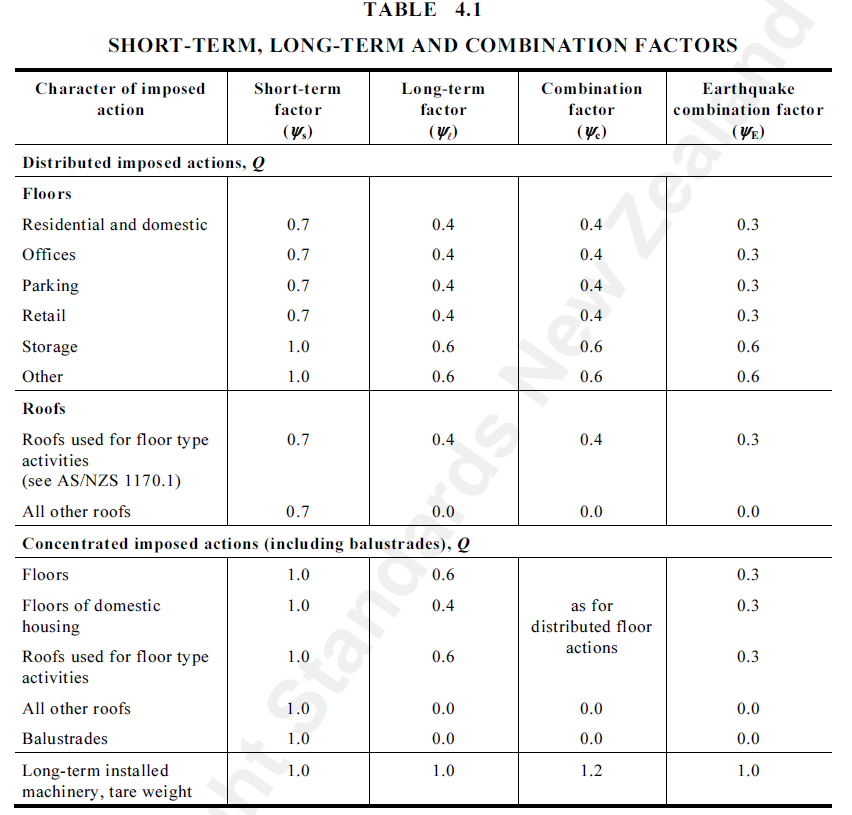 TABLE 4.1
SHORT-TERM, LONG-TERM AND COMBINATION FACTORS
Character of imposed action Short-term factor (ψs) Long-term factor (ψℓ) Combination factor (ψc) Earthquake combination factor (ψE)
Distributed imposed actions, Q
Floors
Residential and domestic 0.7 0.4 0.4 0.3
Offices 0.7 0.4 0.4 0.3
Parking 0.7 0.4 0.4 0.3
Retail 0.7 0.4 0.4 0.3
Storage 1.0 0.6 0.6 0.6
Other 1.0 0.6 0.6 0.6
Roofs
Roofs used for floor type 0.7 0.4 0.4 0.3
activities
(see AS/NZS 1170.1)
All other roofs 0.7 0.0 0.0 0.0
Concentrated imposed actions (including balustrades), Q
Floors 1.0 0.6 0.3
Floors of domestic 1.0 0.4 as for 0.3
housing distributed floor
actions
Roofs used for floor type 1.0 0.6 0.3
activities
All other roofs 1.0 0.0 0.0 0.0
Balustrades 1.0 0.0 0.0 0.0
Long-term installed 1.0 1.0 1.2 1.0
machinery, tare weight
ght Standards New Zealand